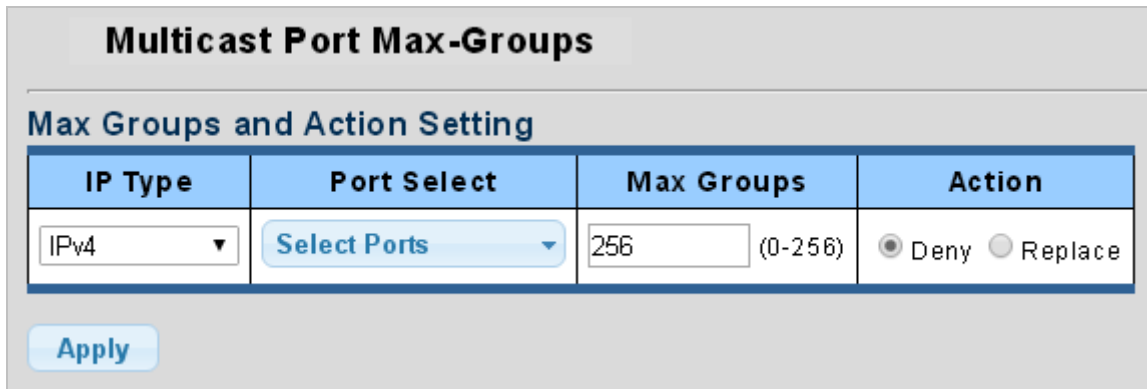 Multicast Port Max-Groups
Max Groups and Action Setting
IP Type Port Select Max Groups Action
IPv4 Select Ports 256 (0-256) Deny Replace
Apply